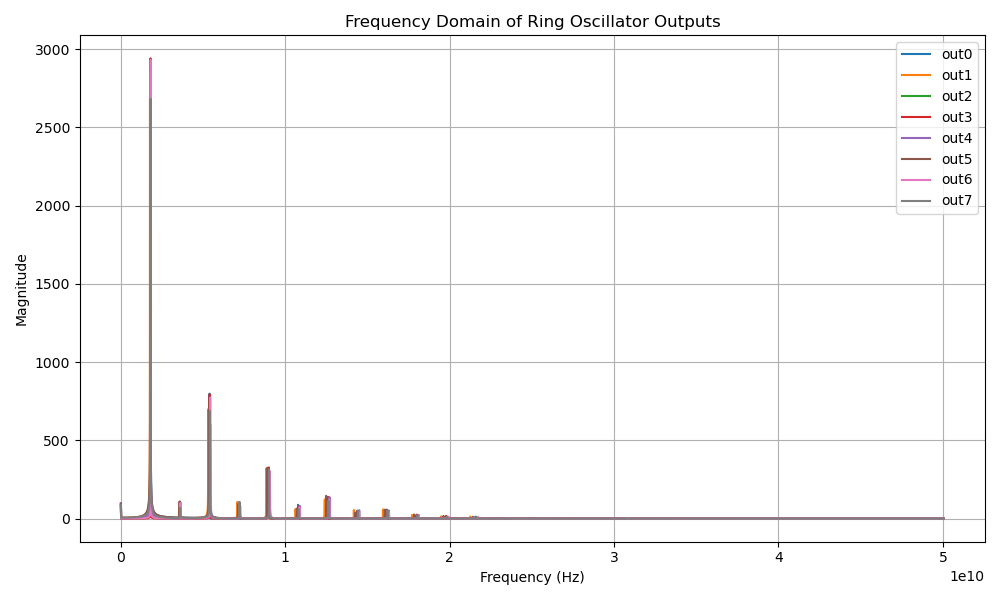 Frequency Domain of Ring Oscillator Outputs
3000
2500
2000
1500
1000
500
0
Magnitude
out0
out1
out2
out3
out4
out5
out6
out7
0 1 2 3 4 5
1e10
Frequency (Hz)